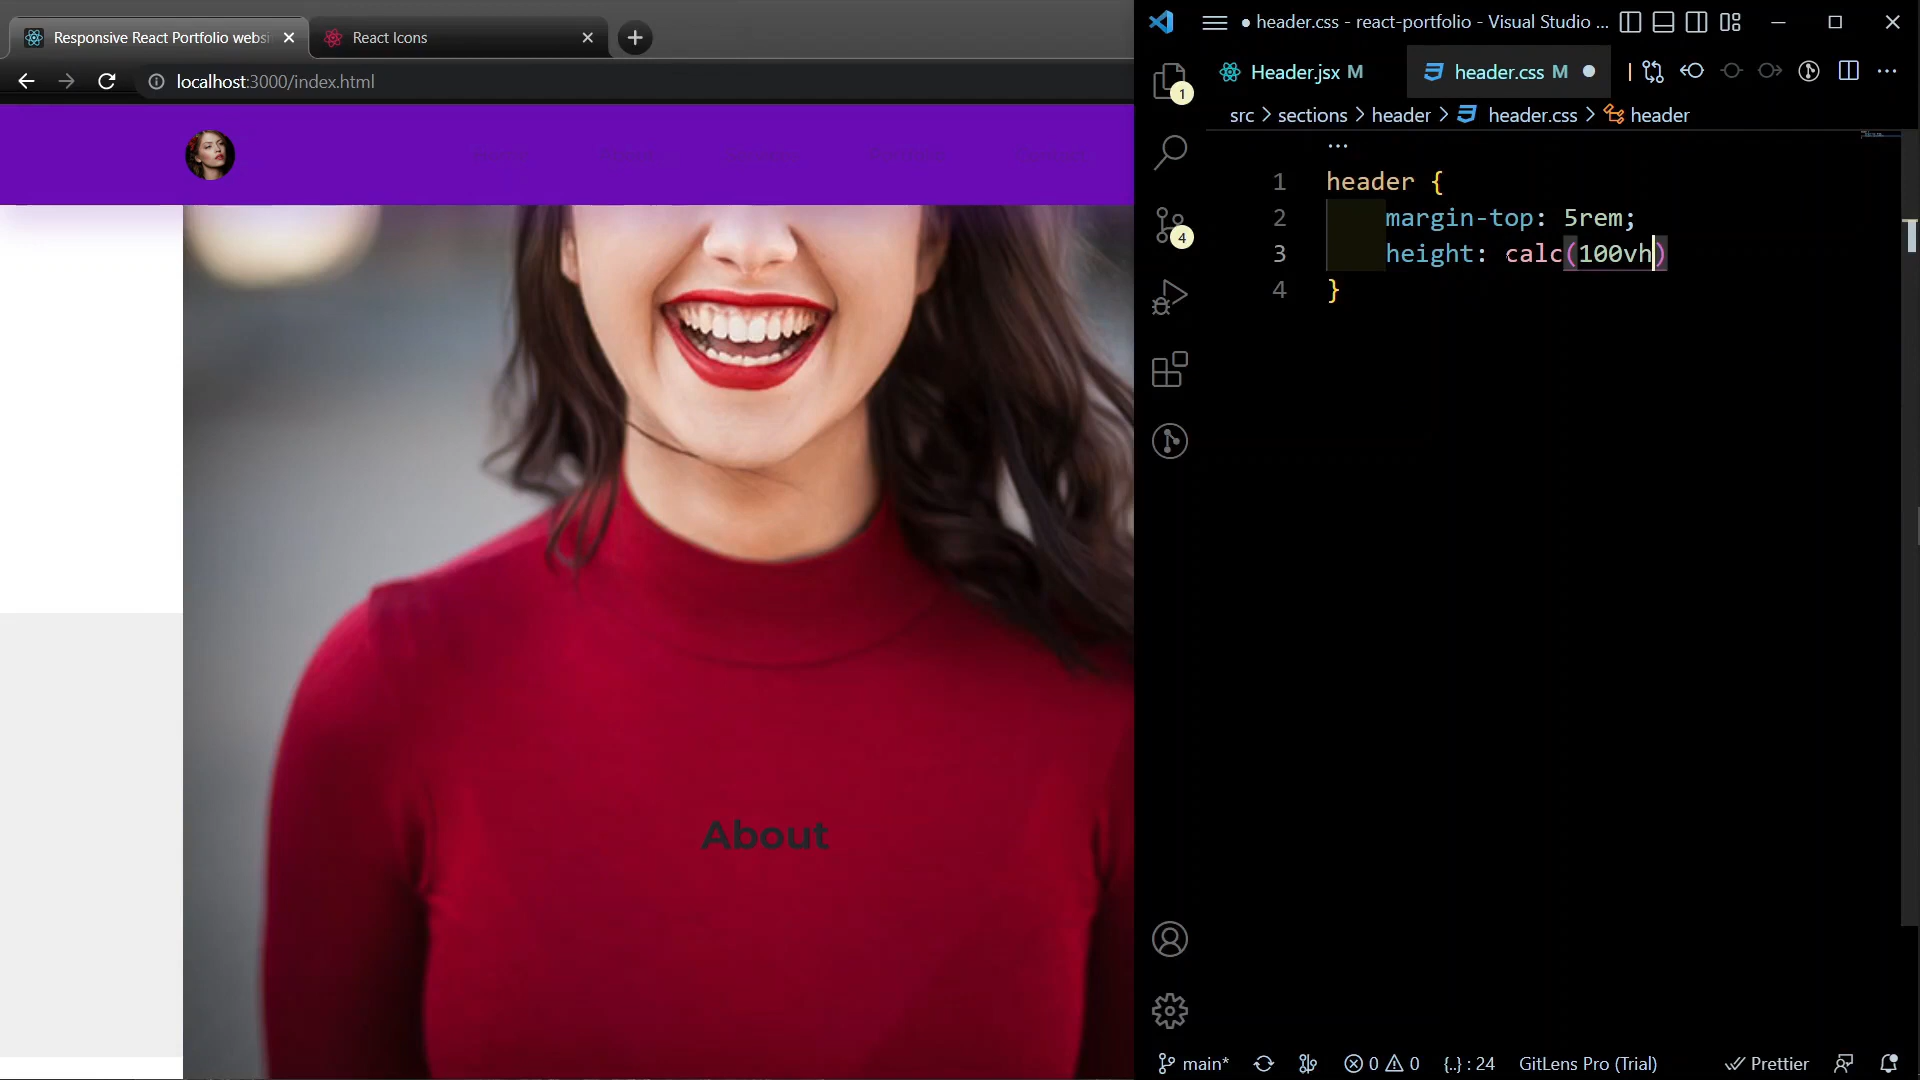 Responsive React Portfolio websi
React Icons
header.css - react-portfolio - Visual Studio ...
localhost:3000/index.html
Header.jsx M
header.css M
src > sections > header > header.css > header
1
4
...
1 header {
2 margin-top: 5rem;
3 height: calc(100vh)
4 }
About
main*
0 0
{..} : 24
GitLens Pro (Trial)
Prettier